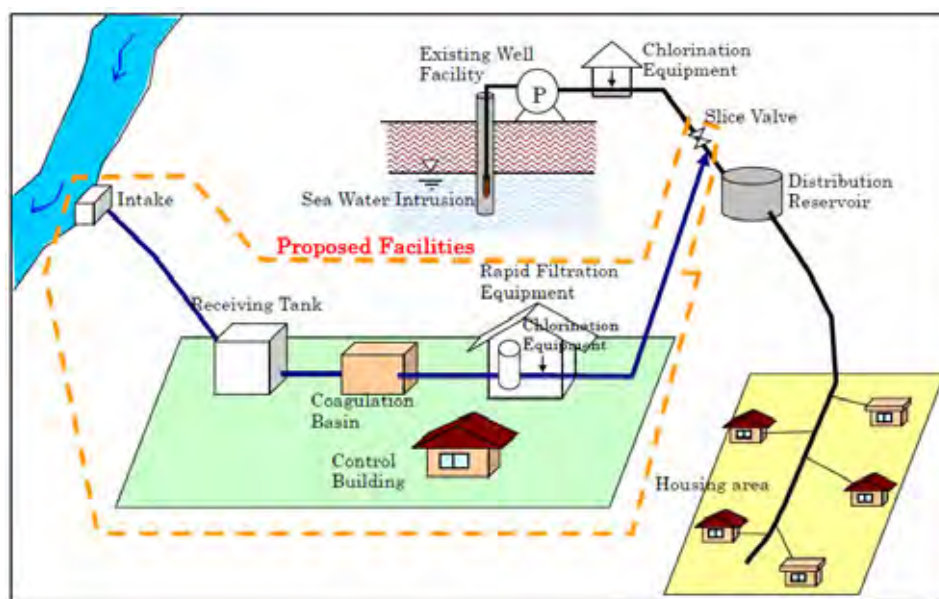 Existing Well
Facility
Chlorination
Equipment
P
Slice Valve
Intake
Sea Water Intrusion
Distribution
Reservoir
Proposed Facilities
Rapid Filtration
Equipment
Receiving Tank
Chlorination
Equipment
Coagulation
Basin
Control
Building
Housing area